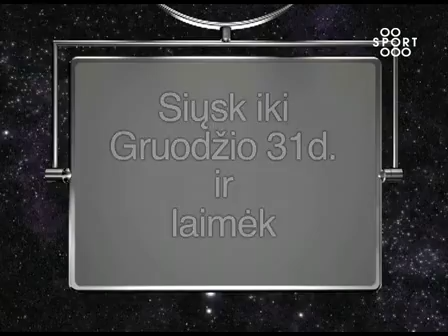 SPORT
Siųsk iki
Gruodžio 31d.
ir
laimėk